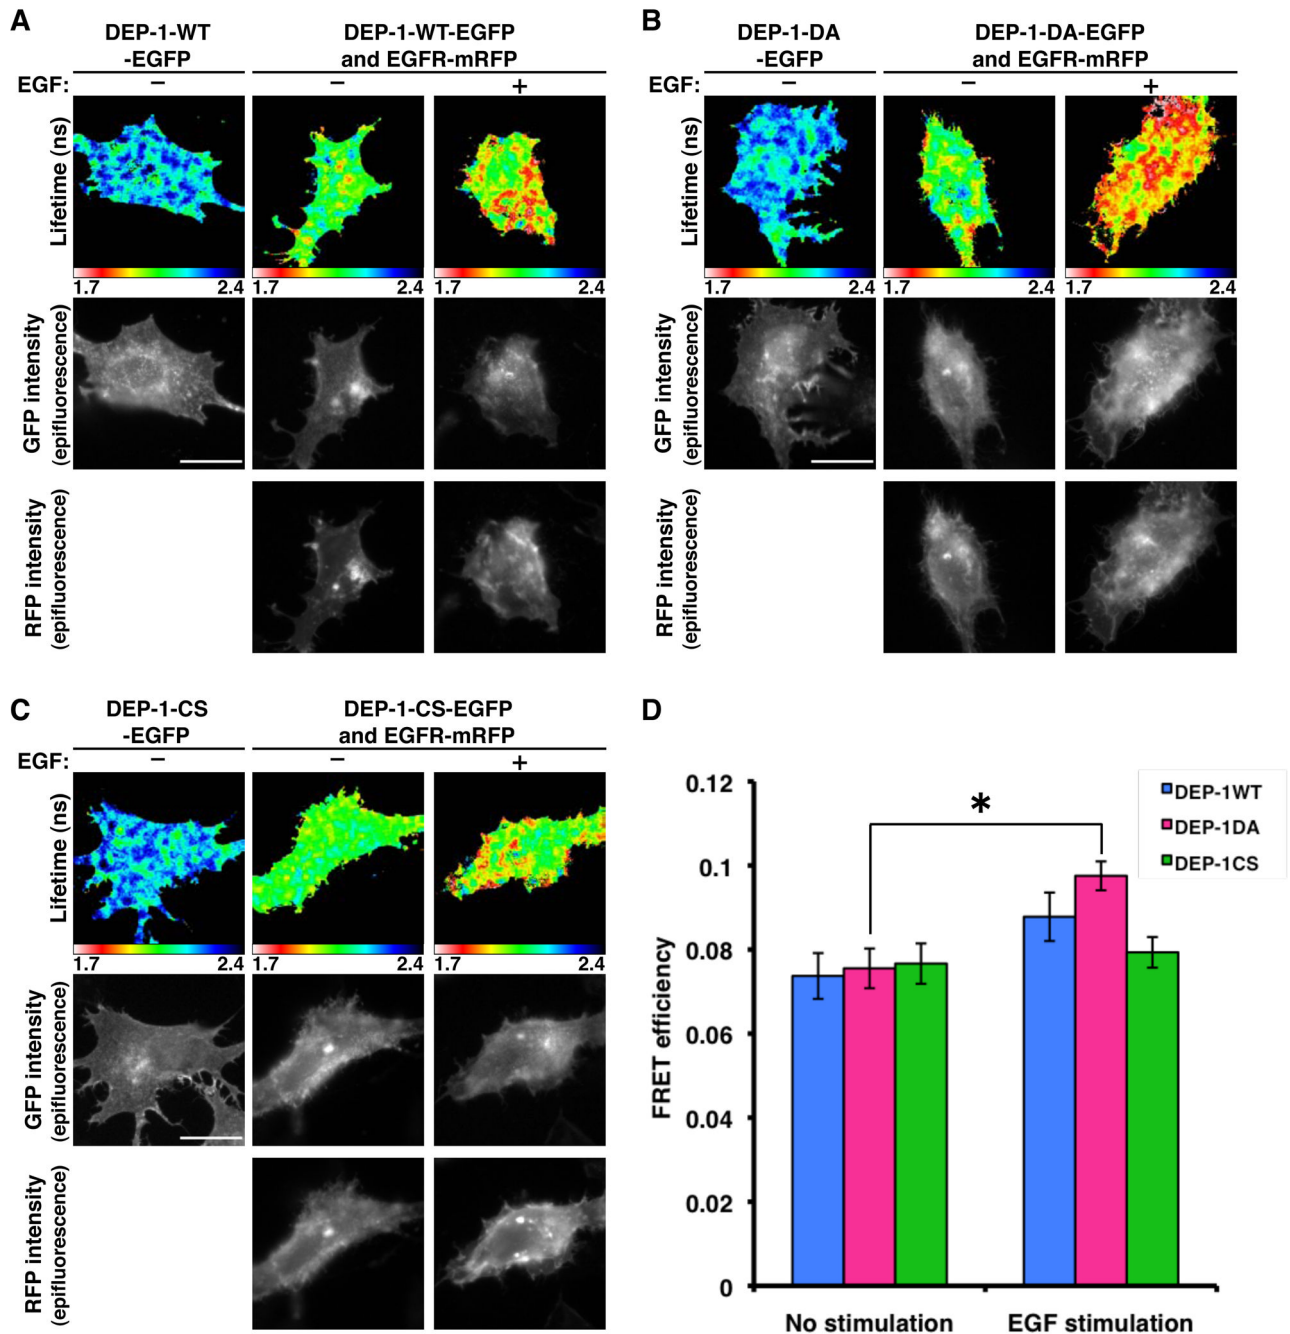 A
DEP-1-WT
-EGFP
DEP-1-WT-EGFP
and EGFR-mRFP
EGF:
−
−
+
Lifetime (ns)
1.7
2.4
1.7
2.4
1.7
2.4
GFP intensity
(epifluorescence)
RFP intensity
(epifluorescence)
B
DEP-1-DA
-EGFP
DEP-1-DA-EGFP
and EGFR-mRFP
EGF:
−
−
+
Lifetime (ns)
1.7
2.4
1.7
2.4
1.7
2.4
GFP intensity
(epifluorescence)
RFP intensity
(epifluorescence)
C
DEP-1-CS
-EGFP
DEP-1-CS-EGFP
and EGFR-mRFP
EGF:
−
−
+
Lifetime (ns)
1.7
2.4
1.7
2.4
1.7
2.4
GFP intensity
(epifluorescence)
RFP intensity
(epifluorescence)
D
FRET efficiency
0.12
0.1
0.08
0.06
0.04
0.02
0
*
DEP-1WT
DEP-1DA
DEP-1CS
No stimulation
EGF stimulation